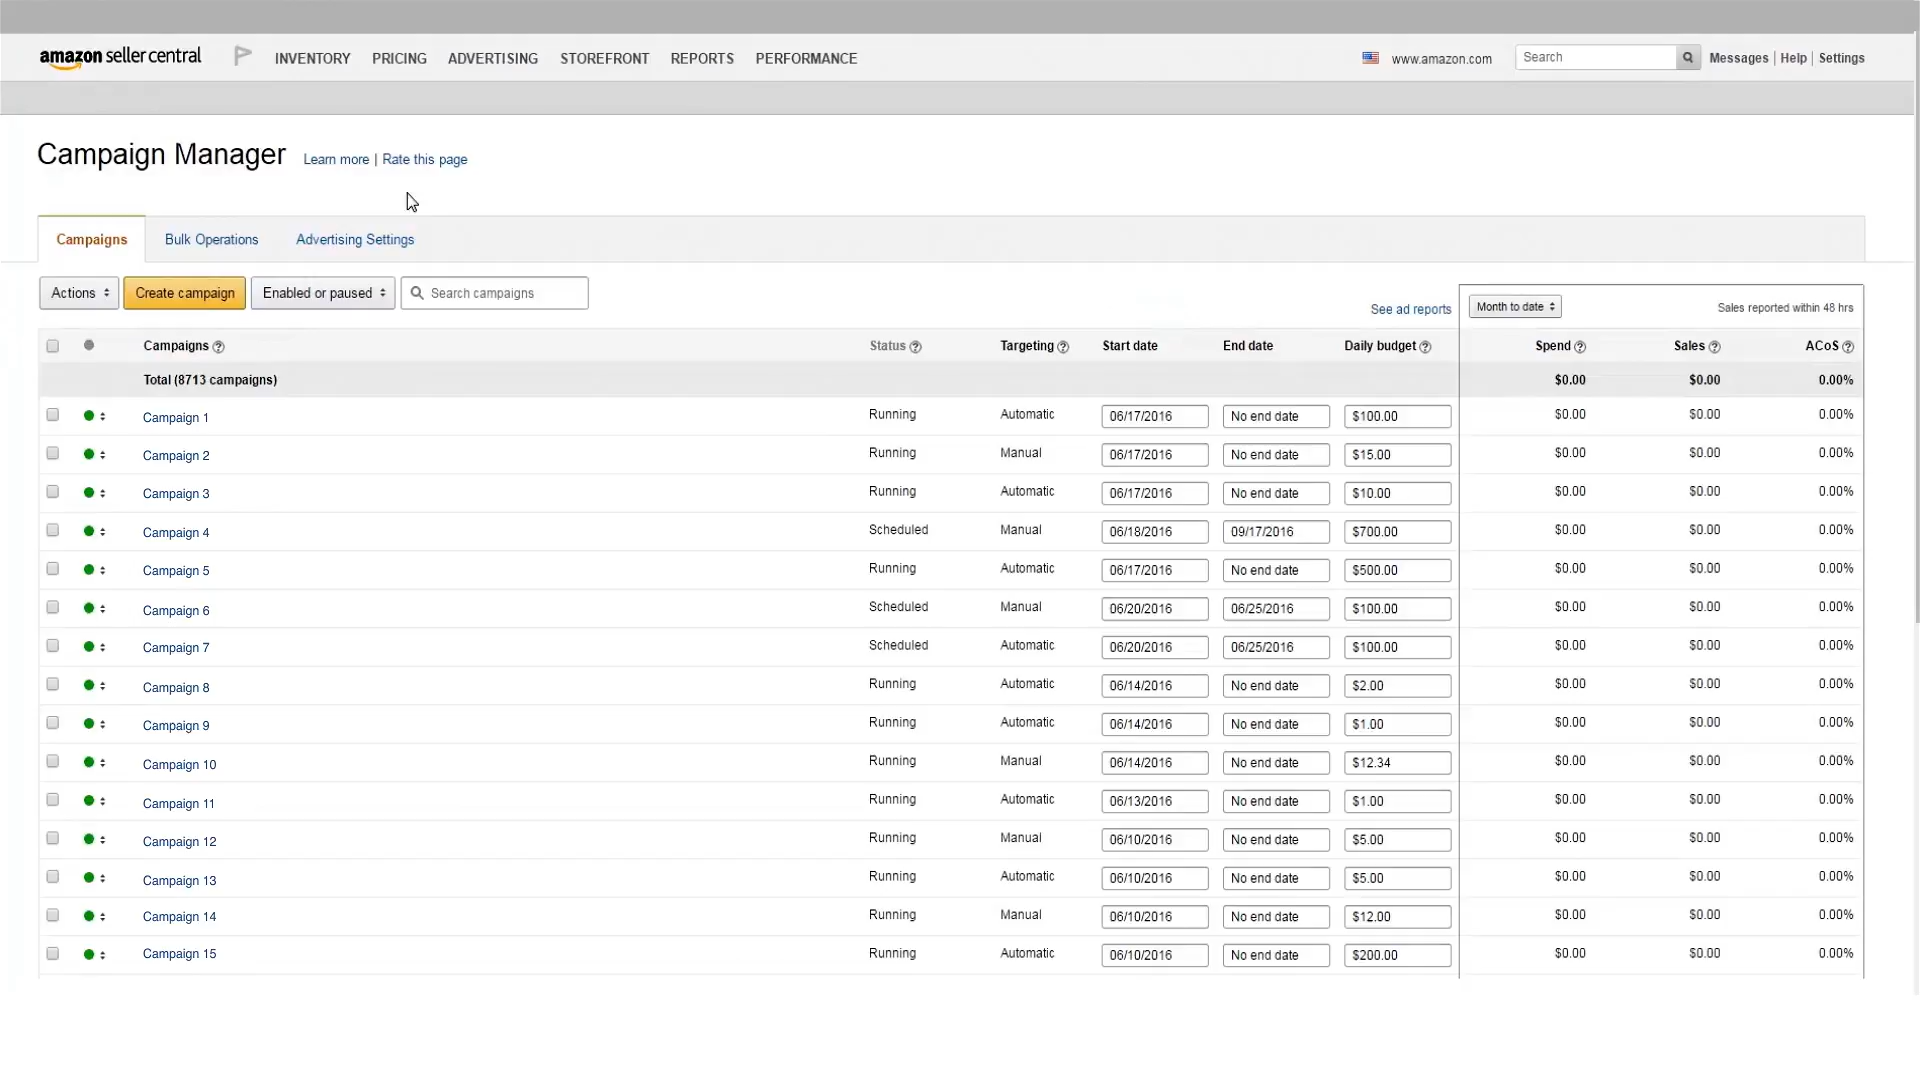 amazon seller central INVENTORY PRICING ADVERTISING STOREFRONT REPORTS PERFORMANCE www.amazon.com Search Messages | Help | Settings
Campaign Manager Learn more | Rate this page
Campaigns Bulk Operations Advertising Settings
Actions Create campaign Enabled or paused Search campaigns See ad reports Month to date Sales reported within 48 hrs
Campaigns ? Status ? Targeting ? Start date End date Daily budget ? Spend ? Sales ? ACoS ?
Total (8713 campaigns) $0.00 $0.00 0.00%
Campaign 1 Running Automatic 06/17/2016 No end date $100.00 $0.00 $0.00 0.00%
Campaign 2 Running Manual 06/17/2016 No end date $15.00 $0.00 $0.00 0.00%
Campaign 3 Running Automatic 06/17/2016 No end date $10.00 $0.00 $0.00 0.00%
Campaign 4 Scheduled Manual 06/18/2016 09/17/2016 $700.00 $0.00 $0.00 0.00%
Campaign 5 Running Automatic 06/17/2016 No end date $500.00 $0.00 $0.00 0.00%
Campaign 6 Scheduled Manual 06/20/2016 06/25/2016 $100.00 $0.00 $0.00 0.00%
Campaign 7 Scheduled Automatic 06/20/2016 06/25/2016 $100.00 $0.00 $0.00 0.00%
Campaign 8 Running Automatic 06/14/2016 No end date $2.00 $0.00 $0.00 0.00%
Campaign 9 Running Automatic 06/14/2016 No end date $1.00 $0.00 $0.00 0.00%
Campaign 10 Running Manual 06/14/2016 No end date $12.34 $0.00 $0.00 0.00%
Campaign 11 Running Automatic 06/13/2016 No end date $1.00 $0.00 $0.00 0.00%
Campaign 12 Running Manual 06/10/2016 No end date $5.00 $0.00 $0.00 0.00%
Campaign 13 Running Automatic 06/10/2016 No end date $5.00 $0.00 $0.00 0.00%
Campaign 14 Running Manual 06/10/2016 No end date $12.00 $0.00 $0.00 0.00%
Campaign 15 Running Automatic 06/10/2016 No end date $200.00 $0.00 $0.00 0.00%